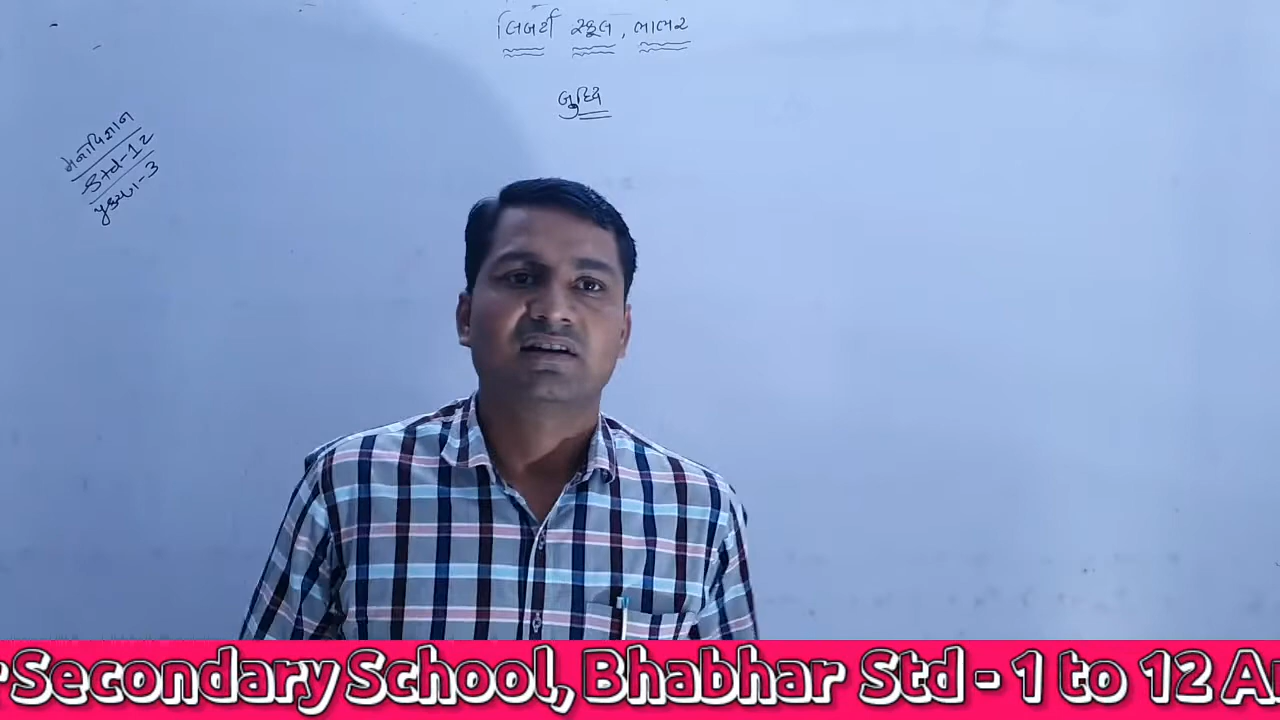 લિબર્ટી સ્કૂલ, ભાભર
બુદ્ધિ
મનોવિજ્ઞાન
Std-12
પ્રકરણ-3
Secondary School, Bhabhar Std - 1 to 12 A